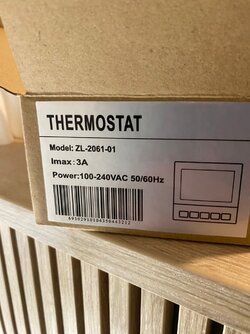 THERMOSTAT
Model: ZL-2061-01
Imax: 3A
Power:100-240VAC 50/60Hz